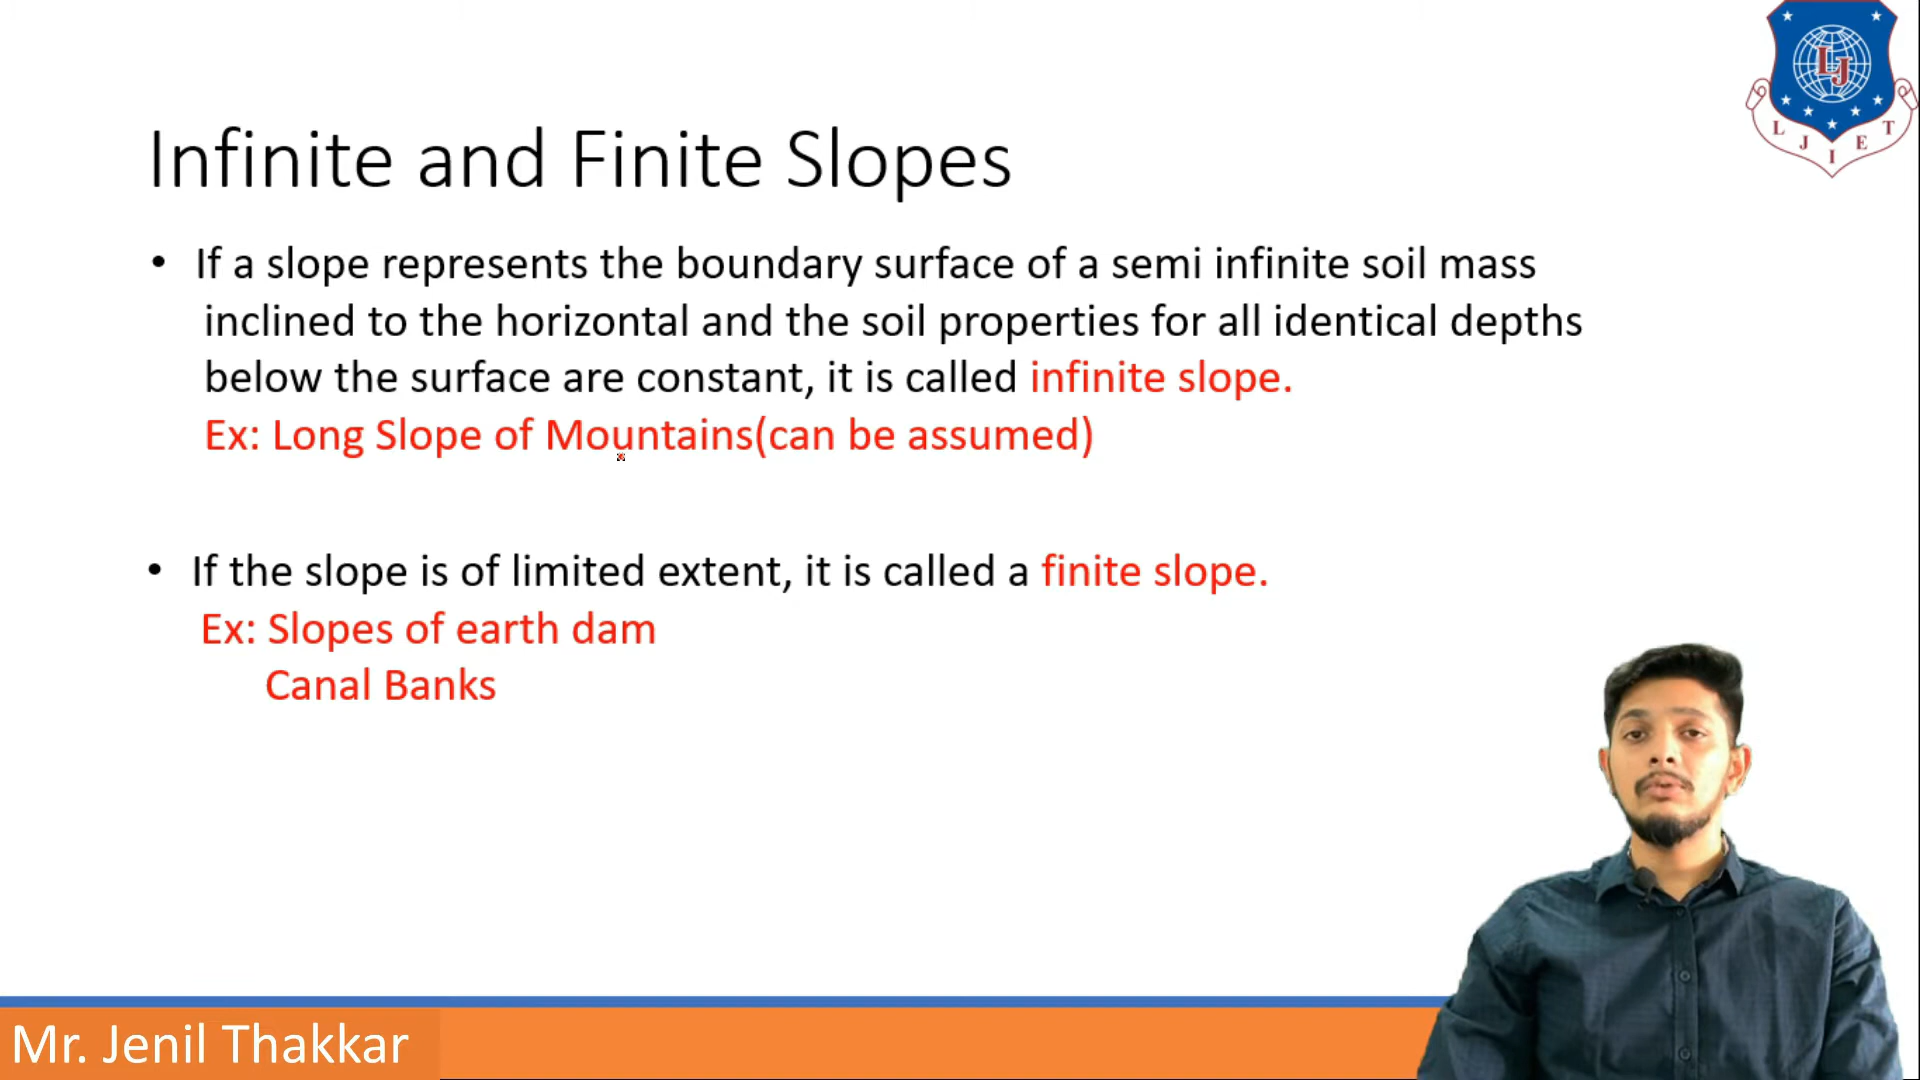 LJ
L J I E T
Infinite and Finite Slopes
• If a slope represents the boundary surface of a semi infinite soil mass
inclined to the horizontal and the soil properties for all identical depths
below the surface are constant, it is called infinite slope.
Ex: Long Slope of Mountains(can be assumed)
• If the slope is of limited extent, it is called a finite slope.
Ex: Slopes of earth dam
Canal Banks
Mr. Jenil Thakkar